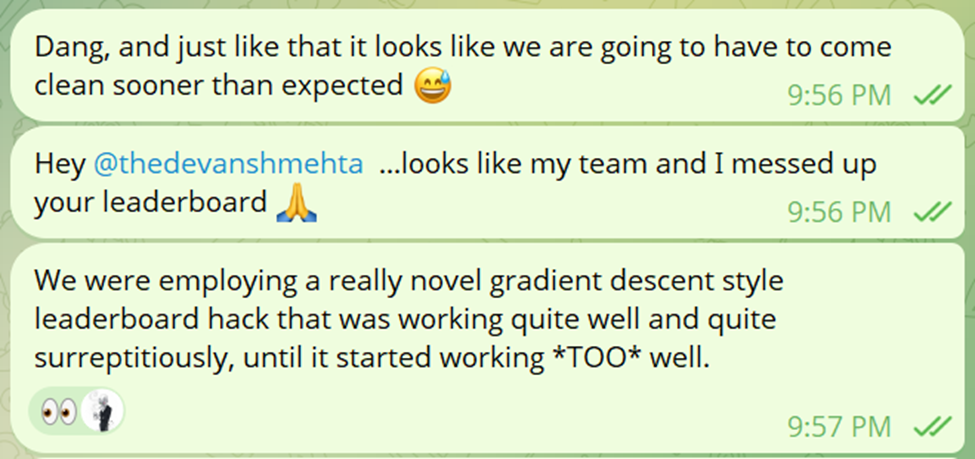 Dang, and just like that it looks like we are going to have to come
clean sooner than expected 😅
9:56 PM
Hey @thedevanshmehta ...looks like my team and I messed up
your leaderboard 🙏
9:56 PM
We were employing a really novel gradient descent style
leaderboard hack that was working quite well and quite
surreptitiously, until it started working *TOO* well.
👀
9:57 PM